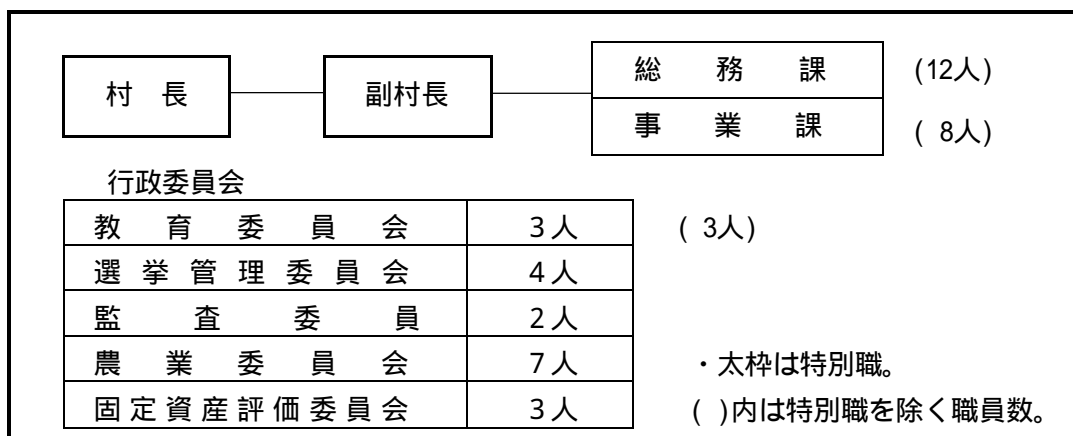 村 長 副村長 総務課 (12人)
事業課 ( 8人)
行政委員会
教育委員会 3人 ( 3人)
選挙管理委員会 4人
監査委員 2人
農業委員会 7人 ・太枠は特別職。
固定資産評価委員会 3人 ( )内は特別職を除く職員数。